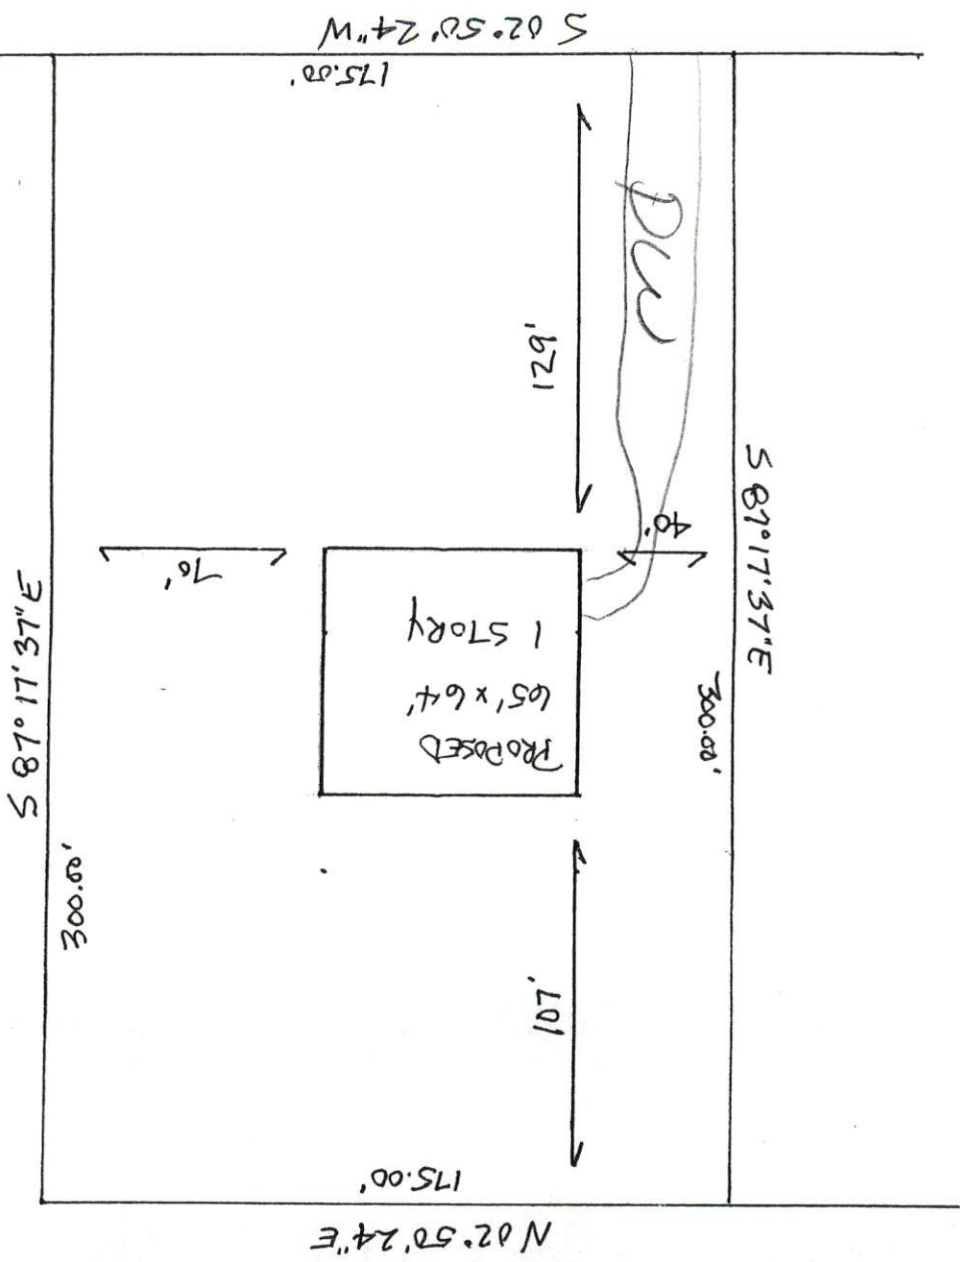 S 02°50'24"W
175.00'
DW
129'
40'
S 87°17'37"E
70'
S 87°17'37"E
PROPOSED
65'x64'
1 STORY
300.00'
300.00'
107'
175.00'
N 02°50'24"E